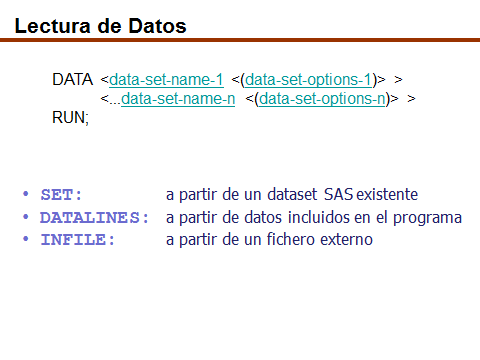 Lectura de Datos
DATA <data-set-name-1 <(data-set-options-1)> >
<...data-set-name-n <(data-set-options-n)> >
RUN;
• SET: a partir de un dataset SAS existente
• DATALINES: a partir de datos incluidos en el programa
• INFILE: a partir de un fichero externo